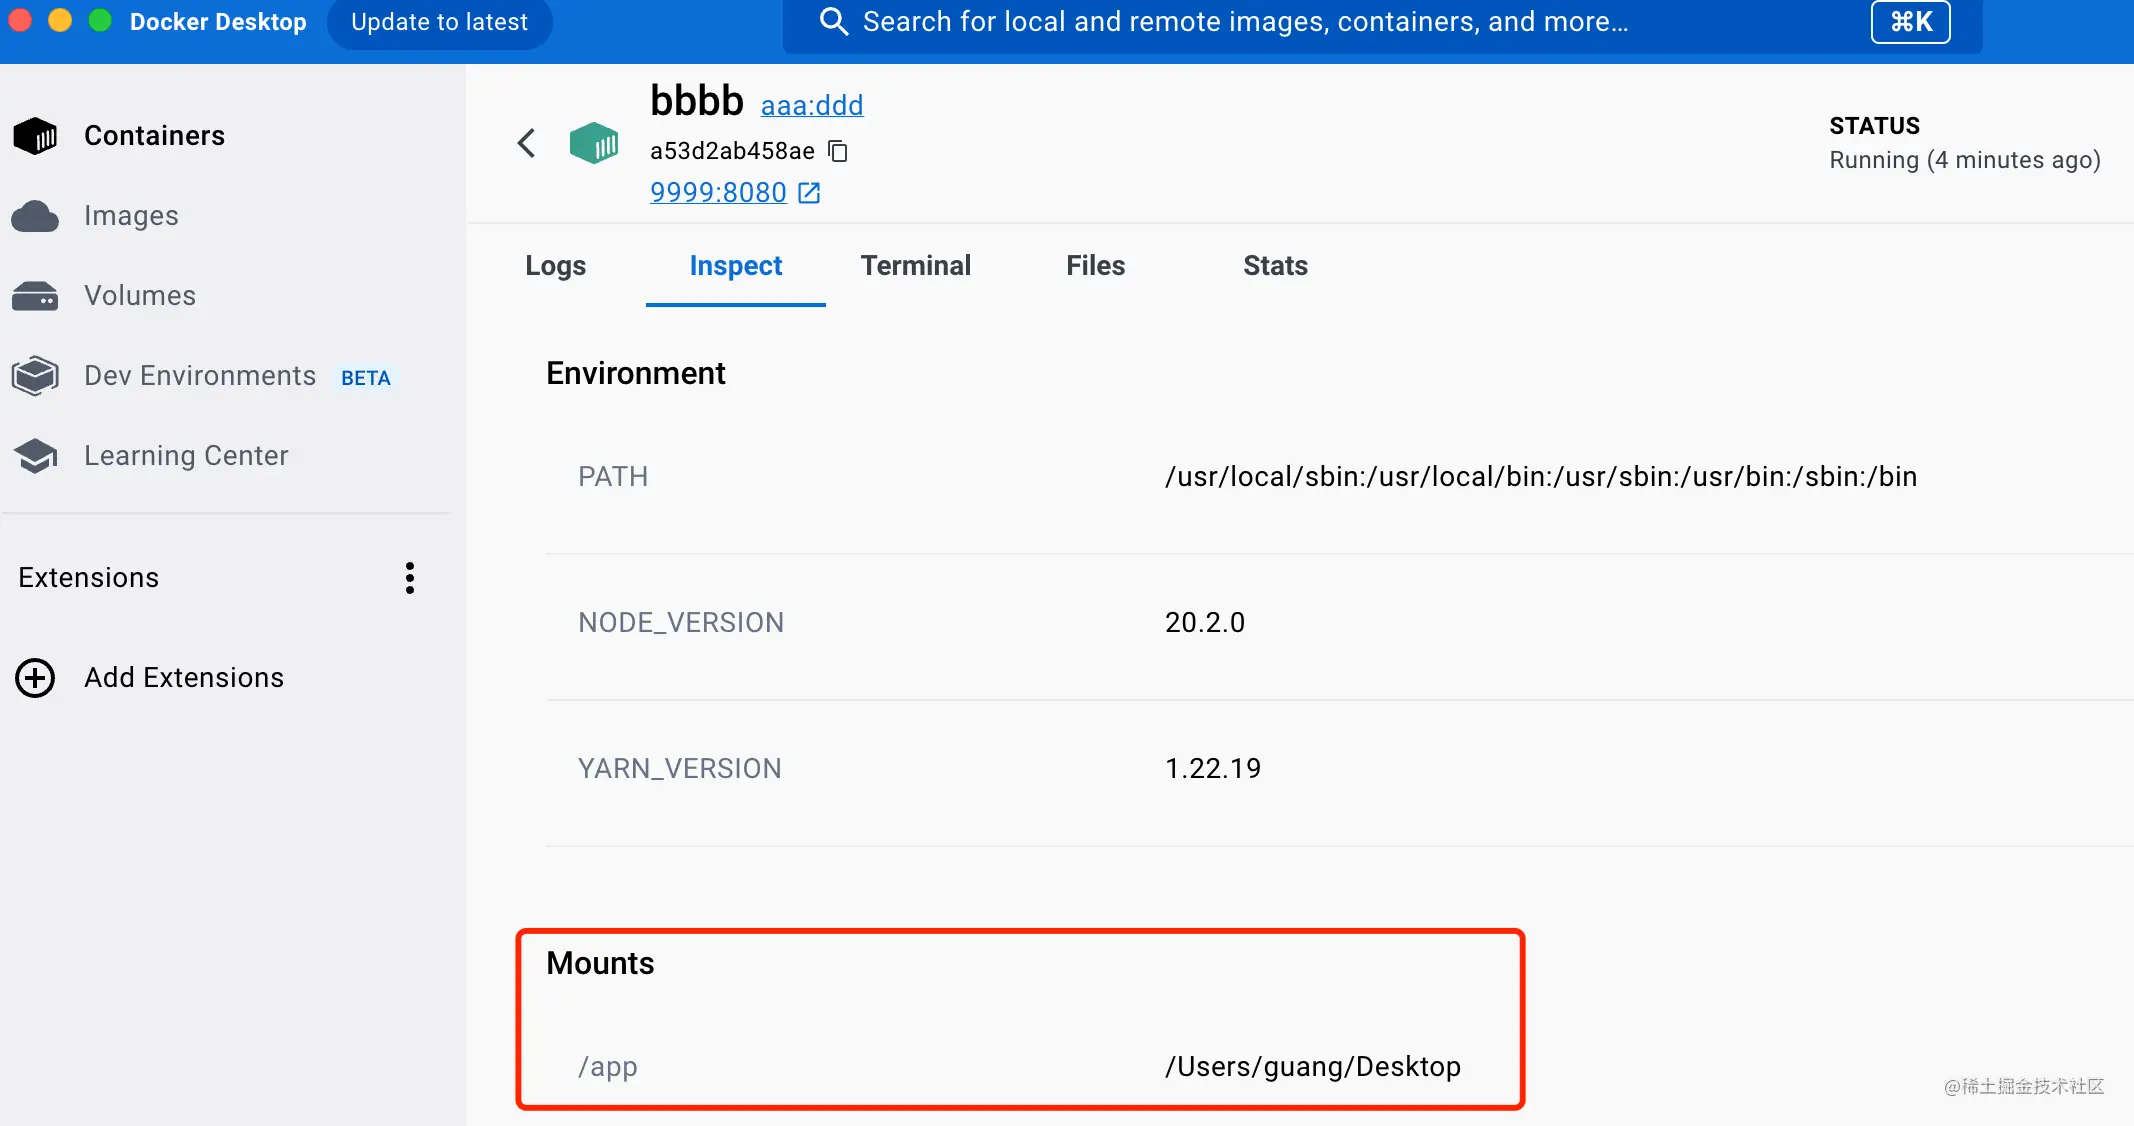 Docker Desktop Update to latest Search for local and remote images, containers, and more... ⌘K
Containers
Images
Volumes
Dev Environments BETA
Learning Center
Extensions
Add Extensions
bbbb aaa:ddd
a53d2ab458ae
9999:8080
STATUS
Running (4 minutes ago)
Logs Inspect Terminal Files Stats
Environment
PATH /usr/local/sbin:/usr/local/bin:/usr/sbin:/usr/bin:/sbin:/bin
NODE_VERSION 20.2.0
YARN_VERSION 1.22.19
Mounts
/app /Users/guang/Desktop
@稀土掘金技术社区